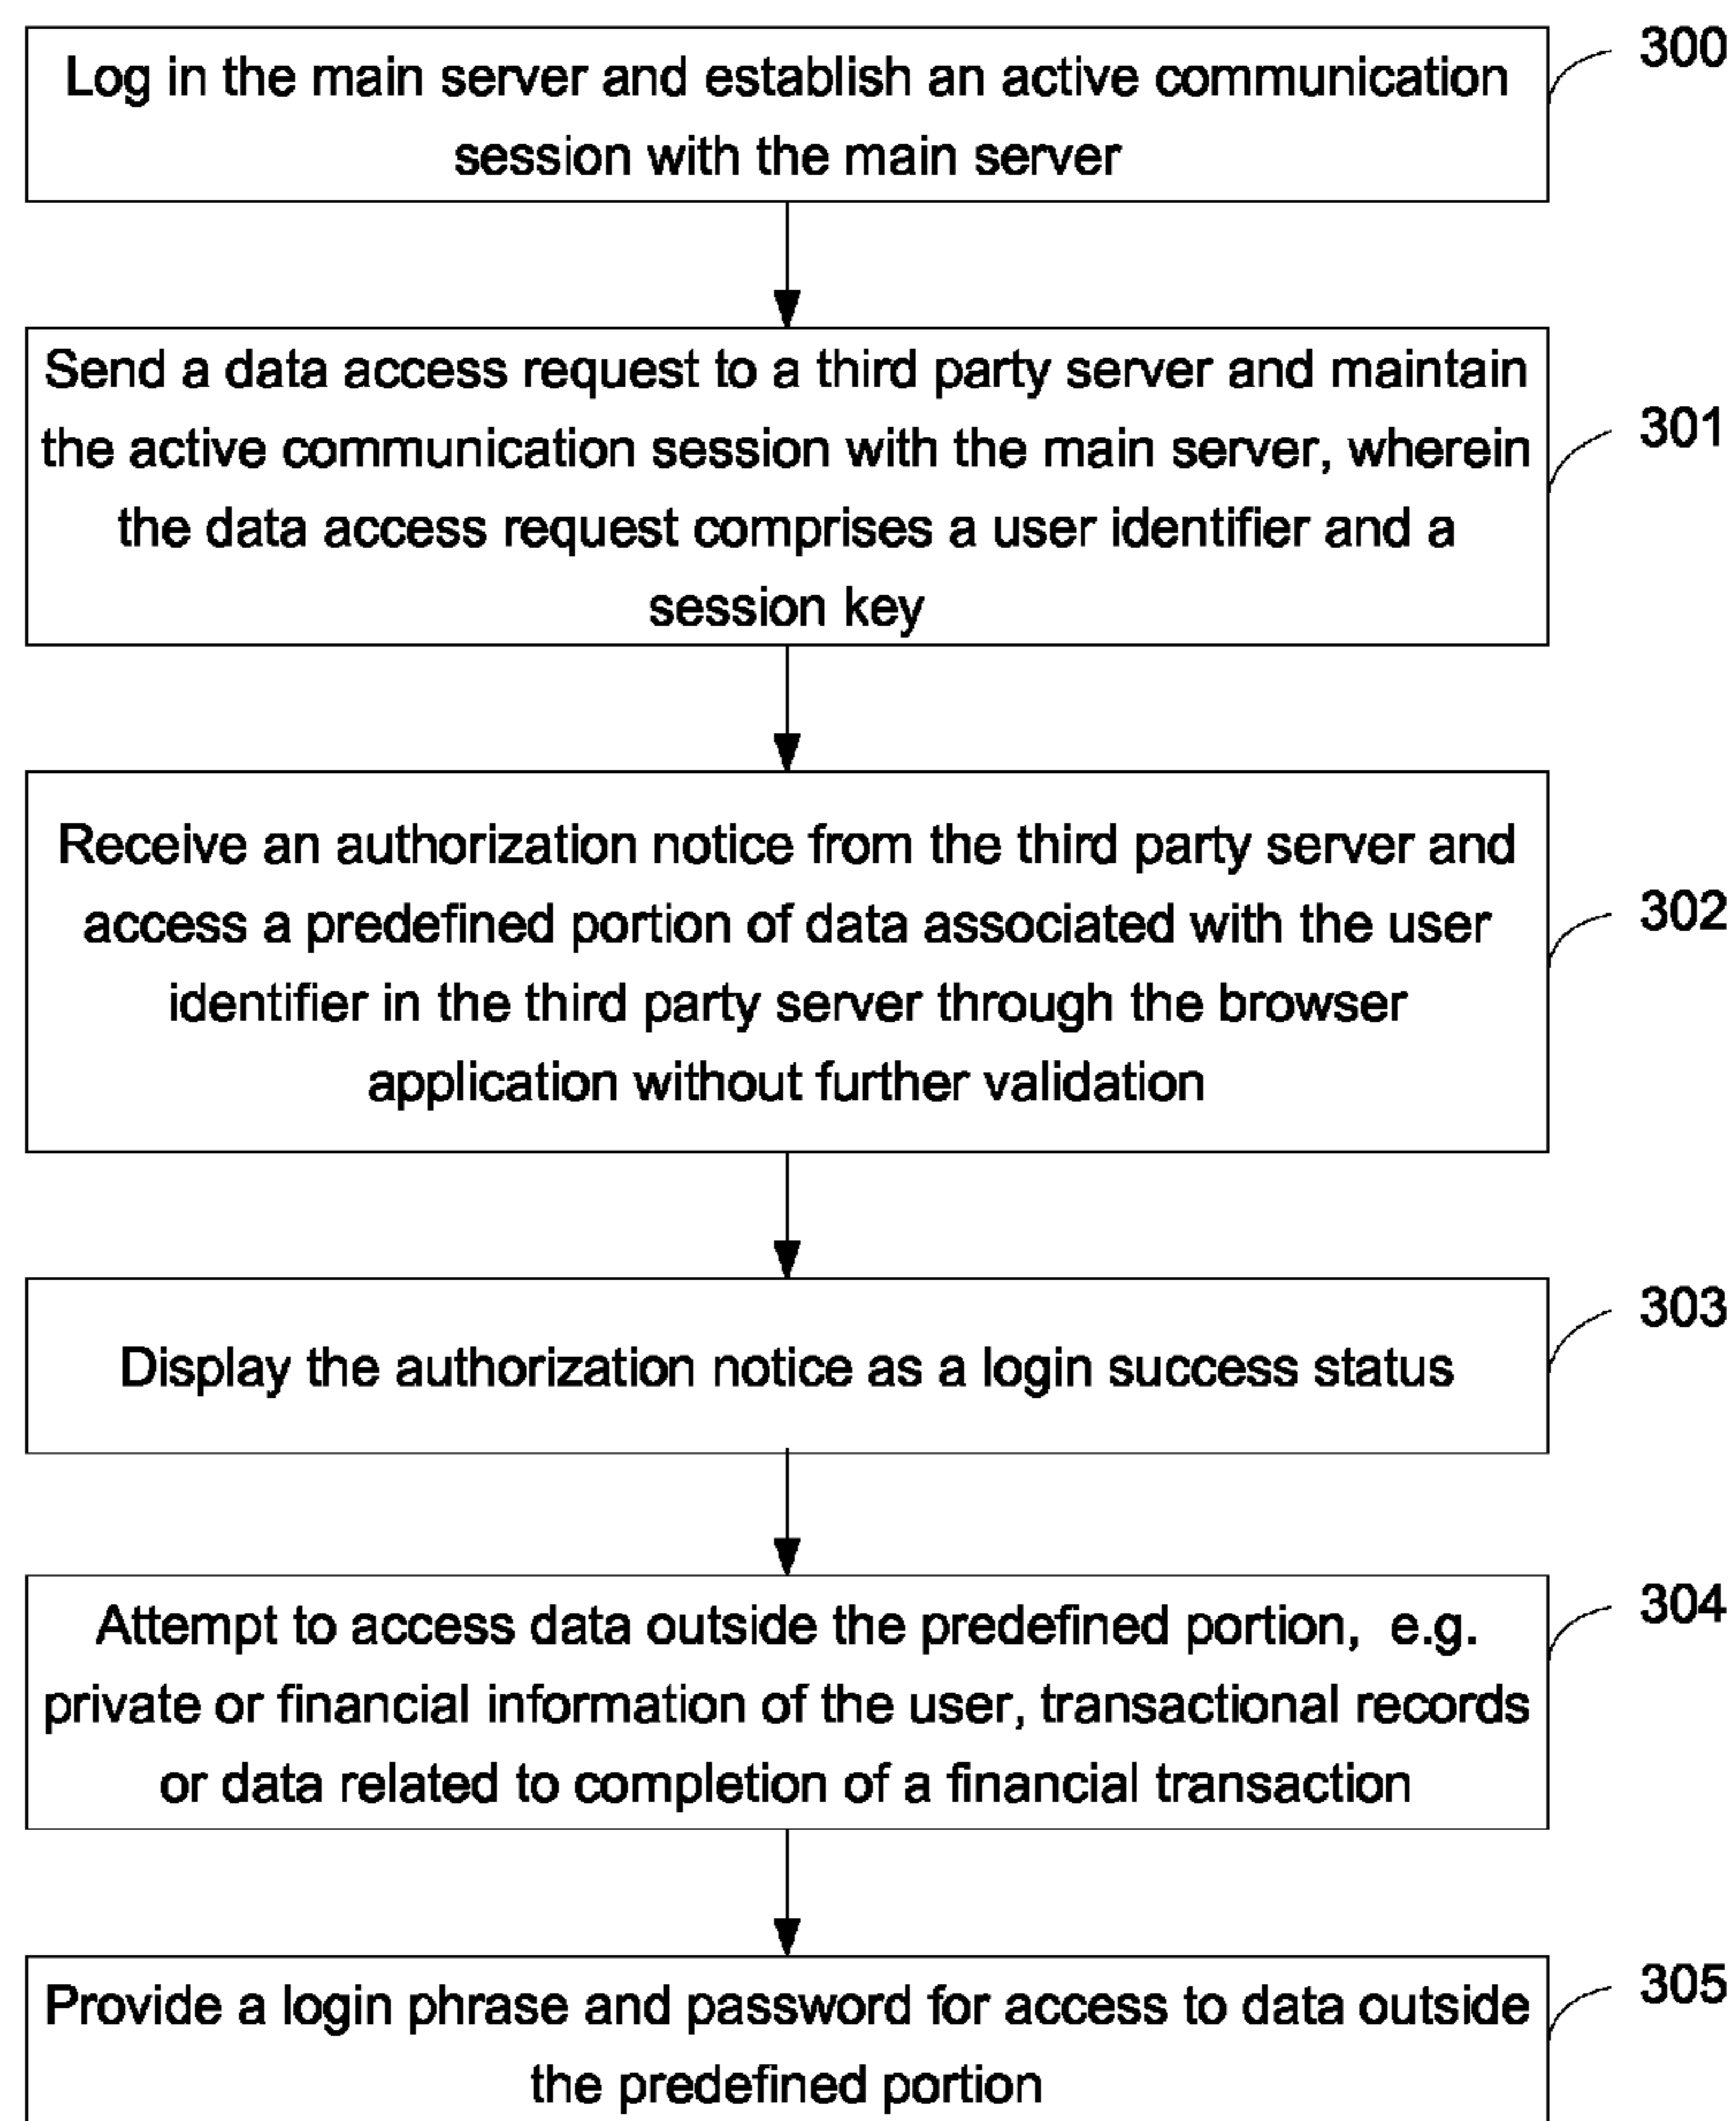 Log in the main server and establish an active communication
session with the main server
300
Send a data access request to a third party server and maintain
the active communication session with the main server, wherein
the data access request comprises a user identifier and a
session key
301
Receive an authorization notice from the third party server and
access a predefined portion of data associated with the user
identifier in the third party server through the browser
application without further validation
302
Display the authorization notice as a login success status
303
Attempt to access data outside the predefined portion, e.g.
private or financial information of the user, transactional records
or data related to completion of a financial transaction
304
Provide a login phrase and password for access to data outside
the predefined portion
305